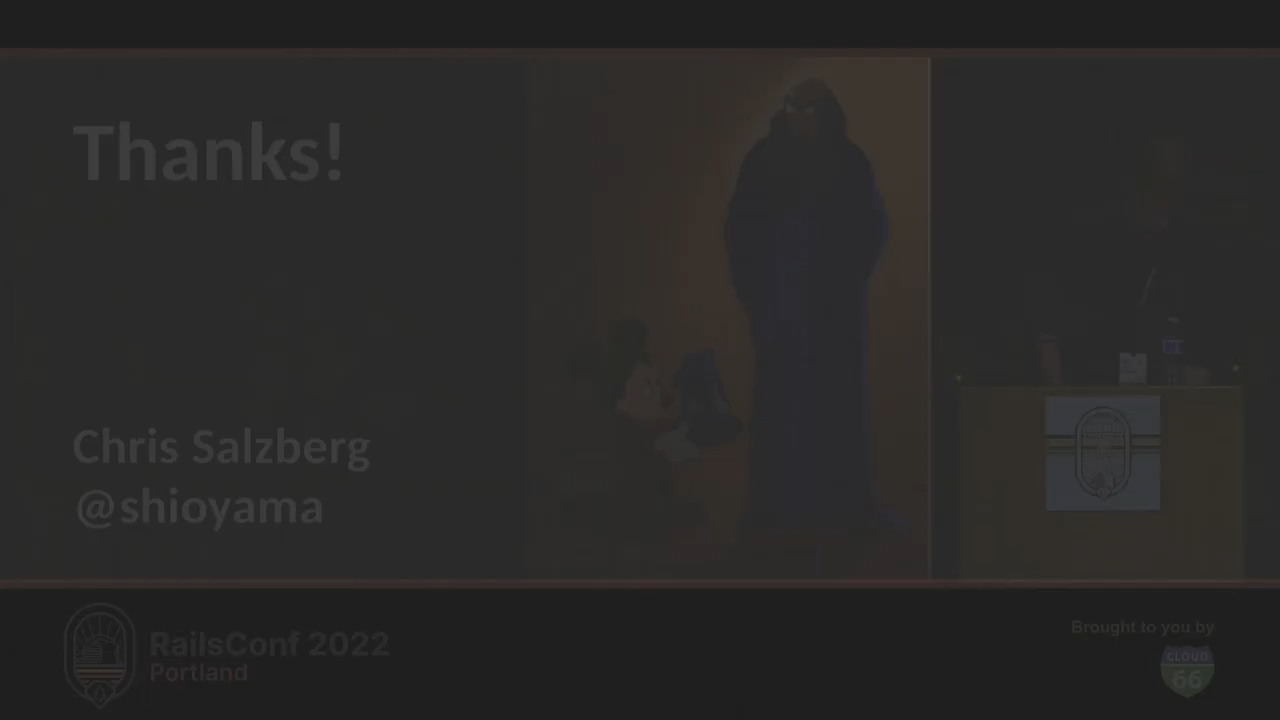 Thanks!
Chris Salzberg
@shioyama
RailsConf 2022
Portland
Brought to you by
CLOUD
66